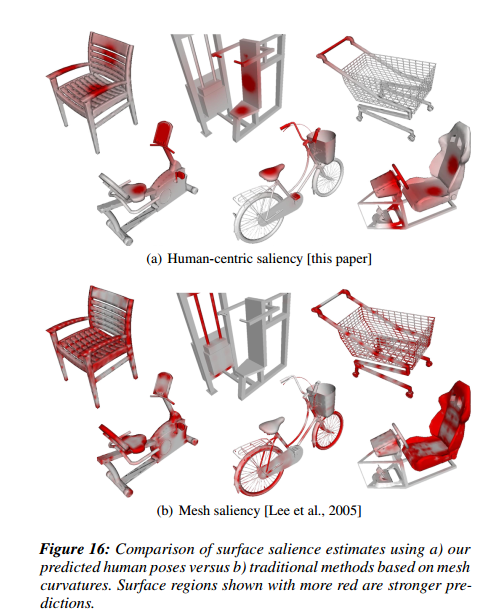 (a) Human-centric saliency [this paper]
(b) Mesh saliency [Lee et al., 2005]
Figure 16: Comparison of surface salience estimates using a) our
predicted human poses versus b) traditional methods based on mesh
curvatures. Surface regions shown with more red are stronger pre-
dictions.